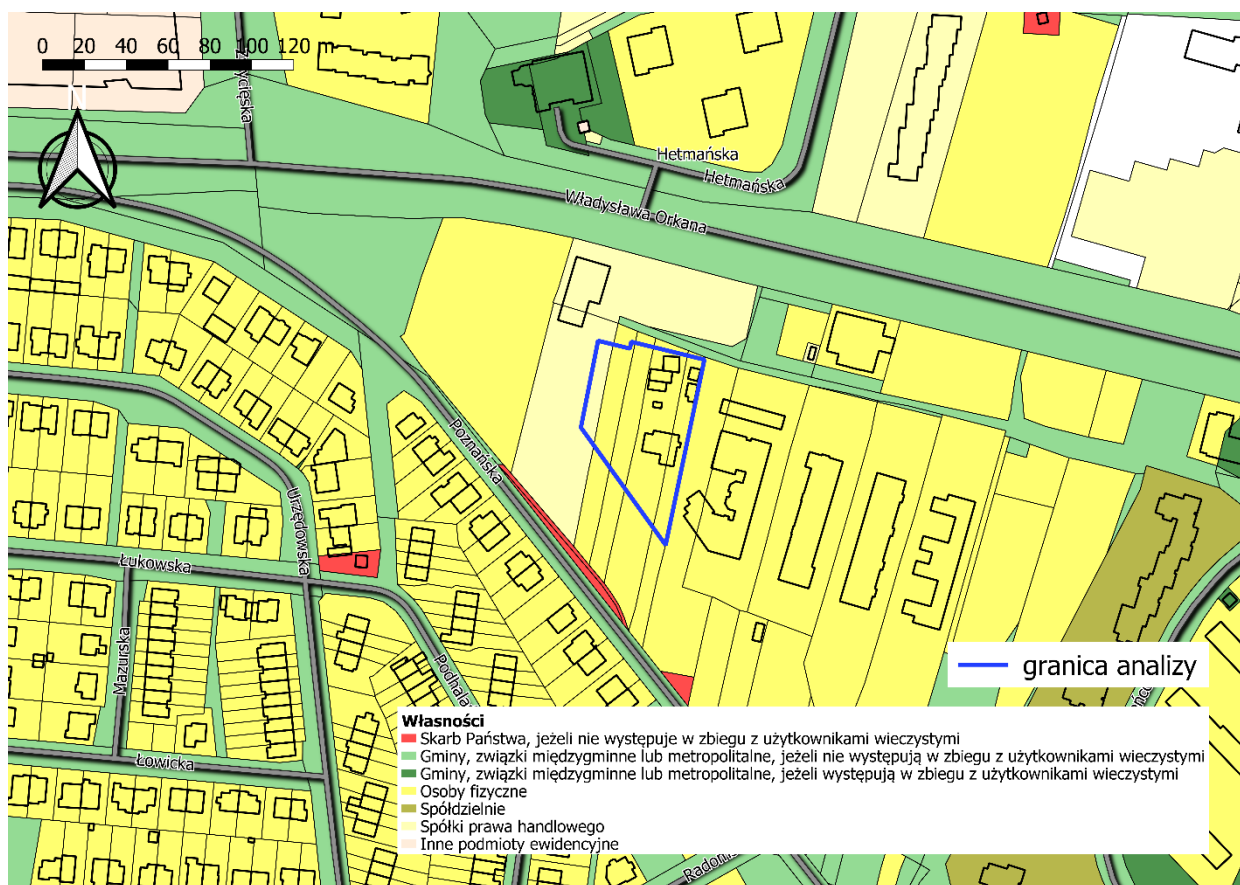 0 20 40 60 80 100 120 m
N
Zwycięska
Hetmańska
Hetmańska
Władysława Orkana
Poznańska
Urzędowska
Łukowska
Mazurska
Łowicka
granica analizy
Własności
Skarb Państwa, jeżeli nie występuje w zbiegu z użytkownikami wieczystymi
Gminy, związki międzygminne lub metropolitalne, jeżeli nie występują w zbiegu z użytkownikami wieczystymi
Gminy, związki międzygminne lub metropolitalne, jeżeli występują w zbiegu z użytkownikami wieczystymi
Osoby fizyczne
Spółdzielnie
Spółki prawa handlowego
Inne podmioty ewidencyjne